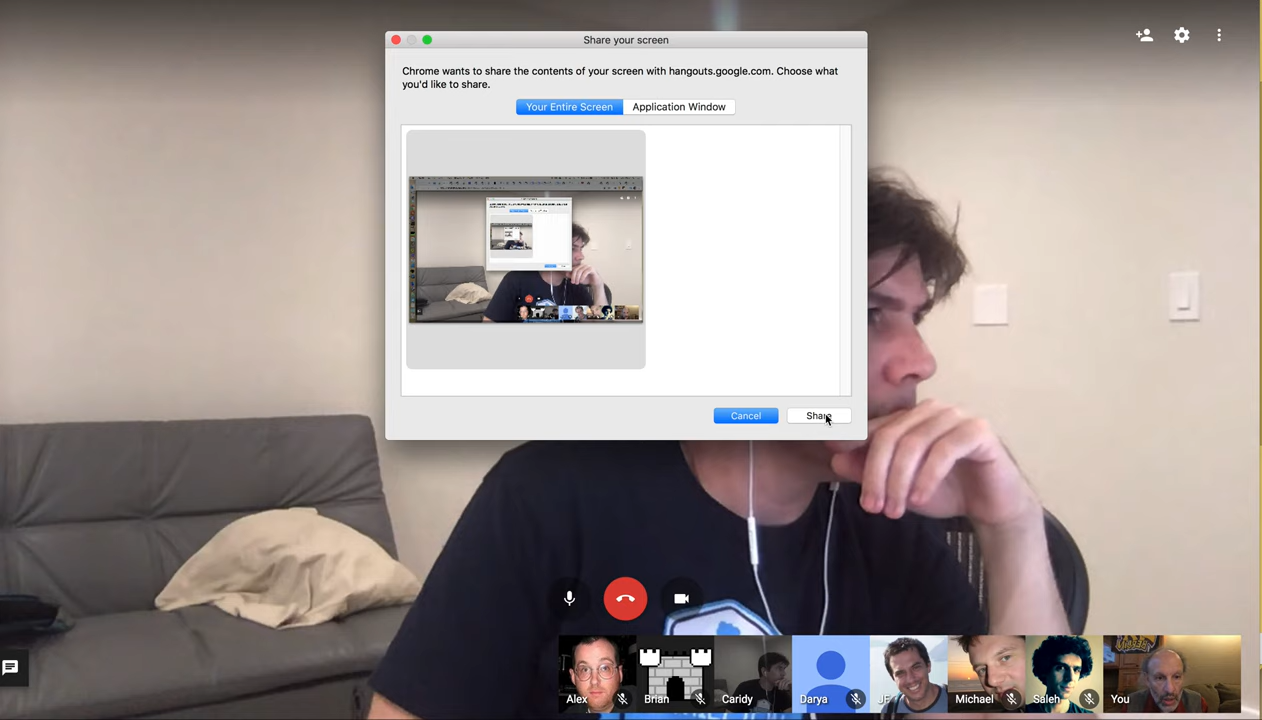 Share your screen
Chrome wants to share the contents of your screen with hangouts.google.com. Choose what
you'd like to share.
Your Entire Screen
Application Window
Cancel
Share
Alex
Brian
Caridy
Darya
JF
Michael
Saleh
You